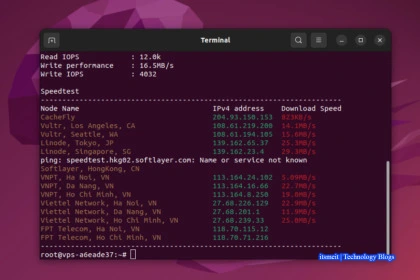 Terminal
Read IOPS : 12.0k
Write performance : 16.5MB/s
Write IOPS : 4032
Speedtest
Node Name IPv4 address Download Speed
CacheFly 204.93.150.153 823KB/s
Vultr, Los Angeles, CA 108.61.219.200 14.1MB/s
Vultr, Seattle, WA 108.61.194.105 15.6MB/s
Linode, Tokyo, JP 139.162.65.37 25.3MB/s
Linode, Singapore, SG 139.162.23.4 29.3MB/s
ping: speedtest.hkg02.softlayer.com: Name or service not known
Softlayer, HongKong, CN
VNPT, Ha Noi, VN 113.164.24.102 5.09MB/s
VNPT, Da Nang, VN 113.164.16.66 22.7MB/s
VNPT, Ho Chi Minh, VN 113.164.8.250 19.0MB/s
Viettel Network, Ha Noi, VN 27.68.226.129 22.9MB/s
Viettel Network, Da Nang, VN 27.68.201.1 11.9MB/s
Viettel Network, Ho Chi Minh, VN 27.68.239.33 25.0MB/s
FPT Telecom, Ha Noi, VN 118.70.115.12
FPT Telecom, Ho Chi Minh, VN 118.70.71.216
root@vps-a6eade37:~#
itsmeit | Technology Blogs